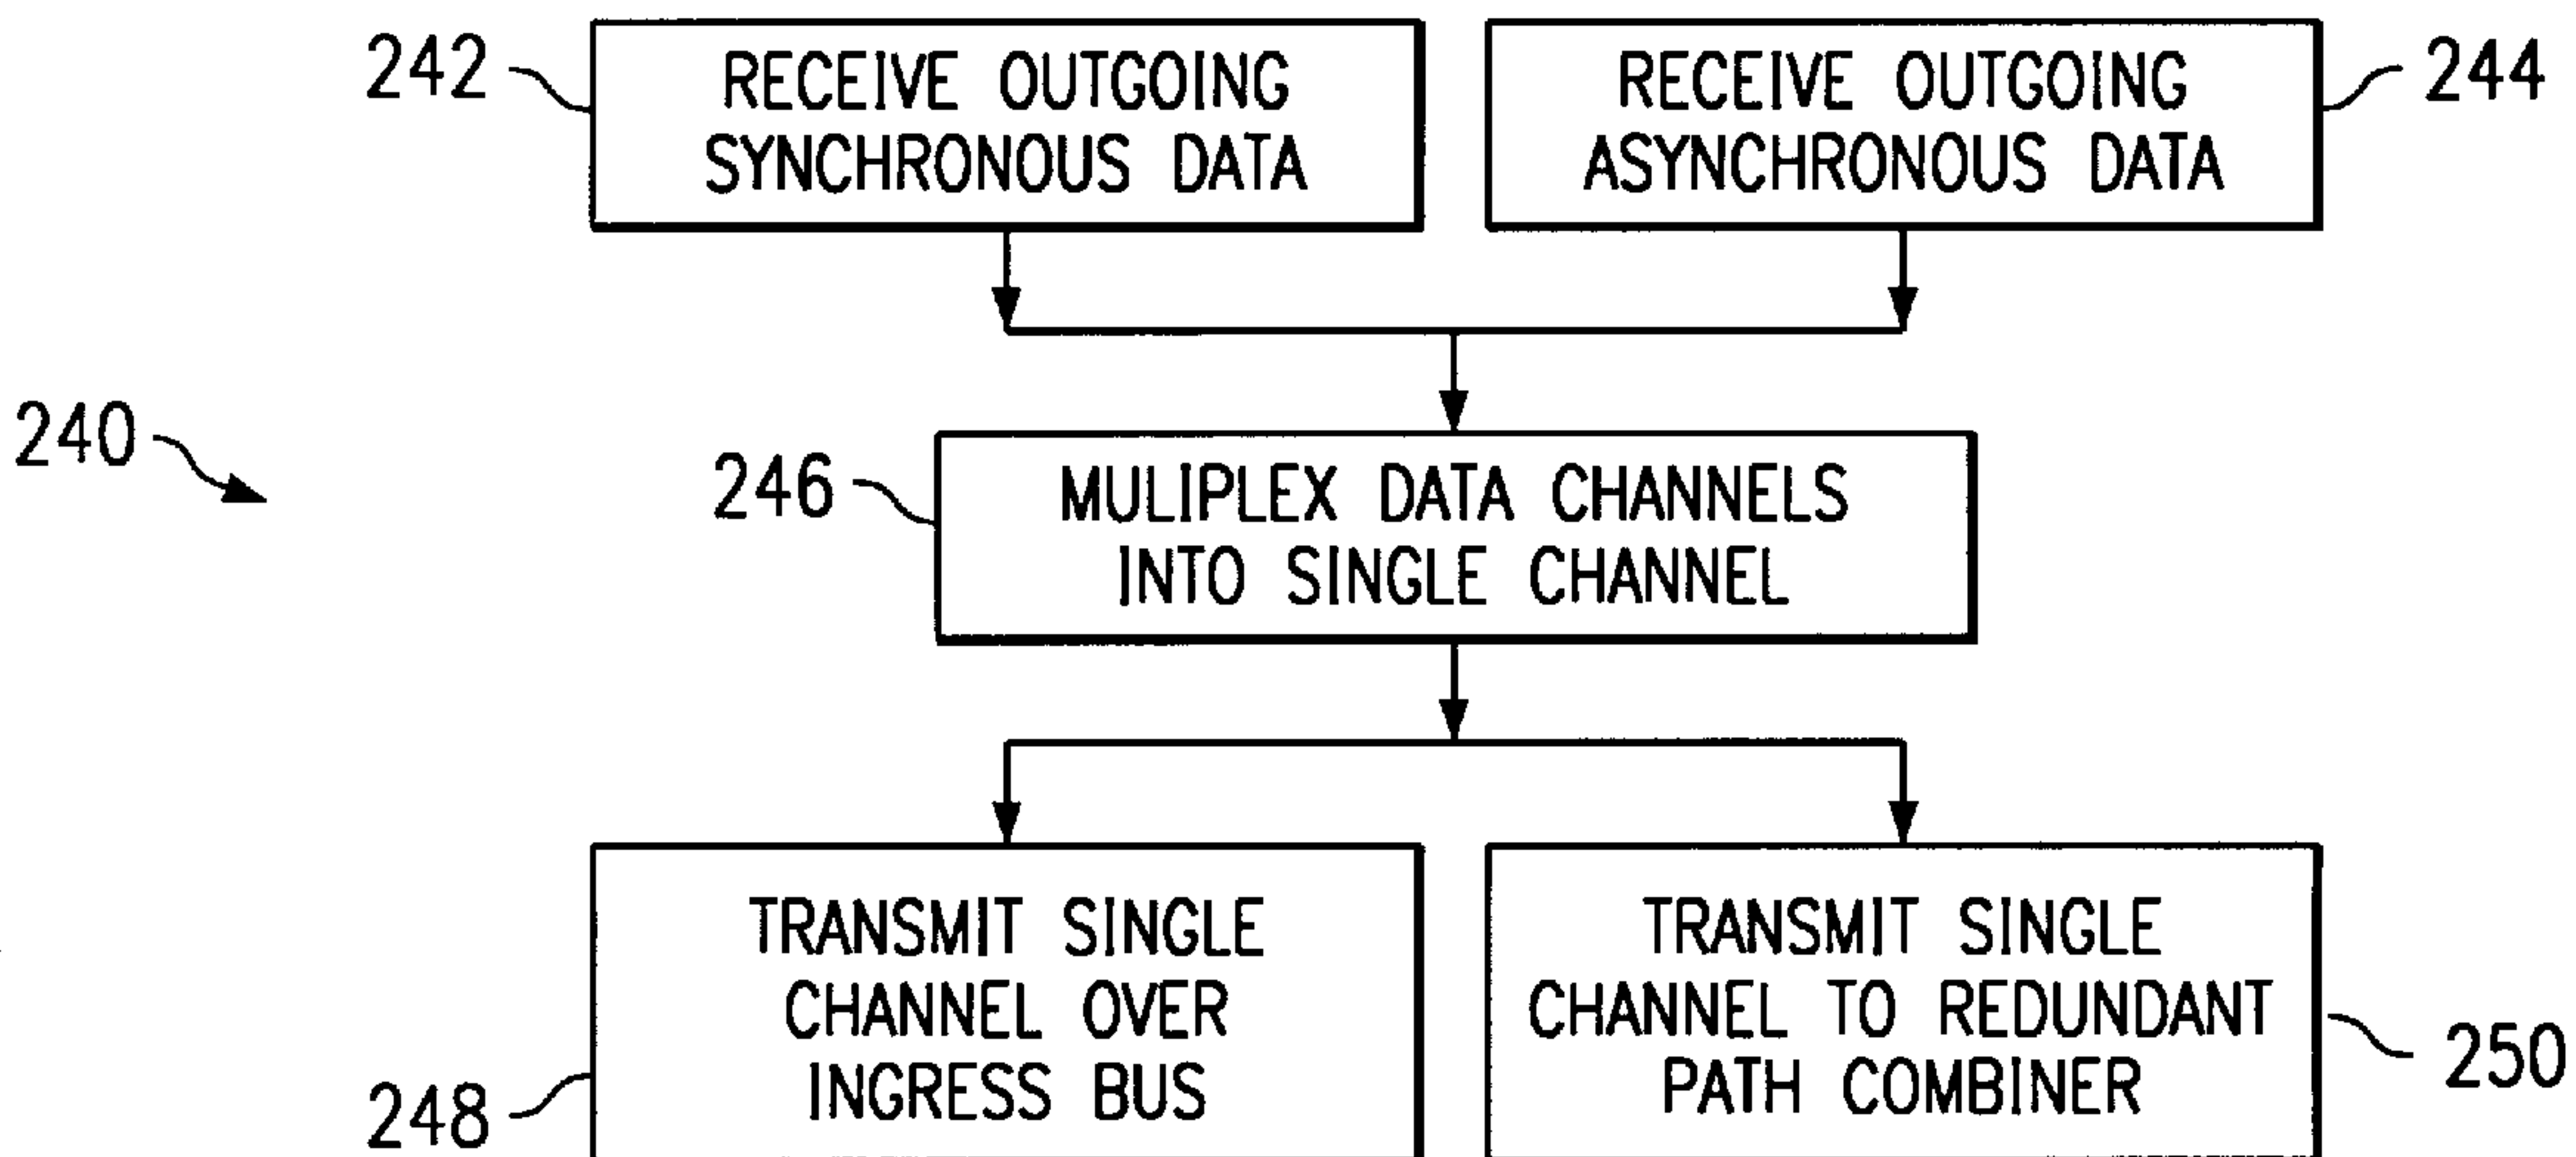 242
RECEIVE OUTGOING
SYNCHRONOUS DATA
RECEIVE OUTGOING
ASYNCHRONOUS DATA
244
240
246
MULIPLEX DATA CHANNELS
INTO SINGLE CHANNEL
TRANSMIT SINGLE
CHANNEL OVER
INGRESS BUS
248
TRANSMIT SINGLE
CHANNEL TO REDUNDANT
PATH COMBINER
250